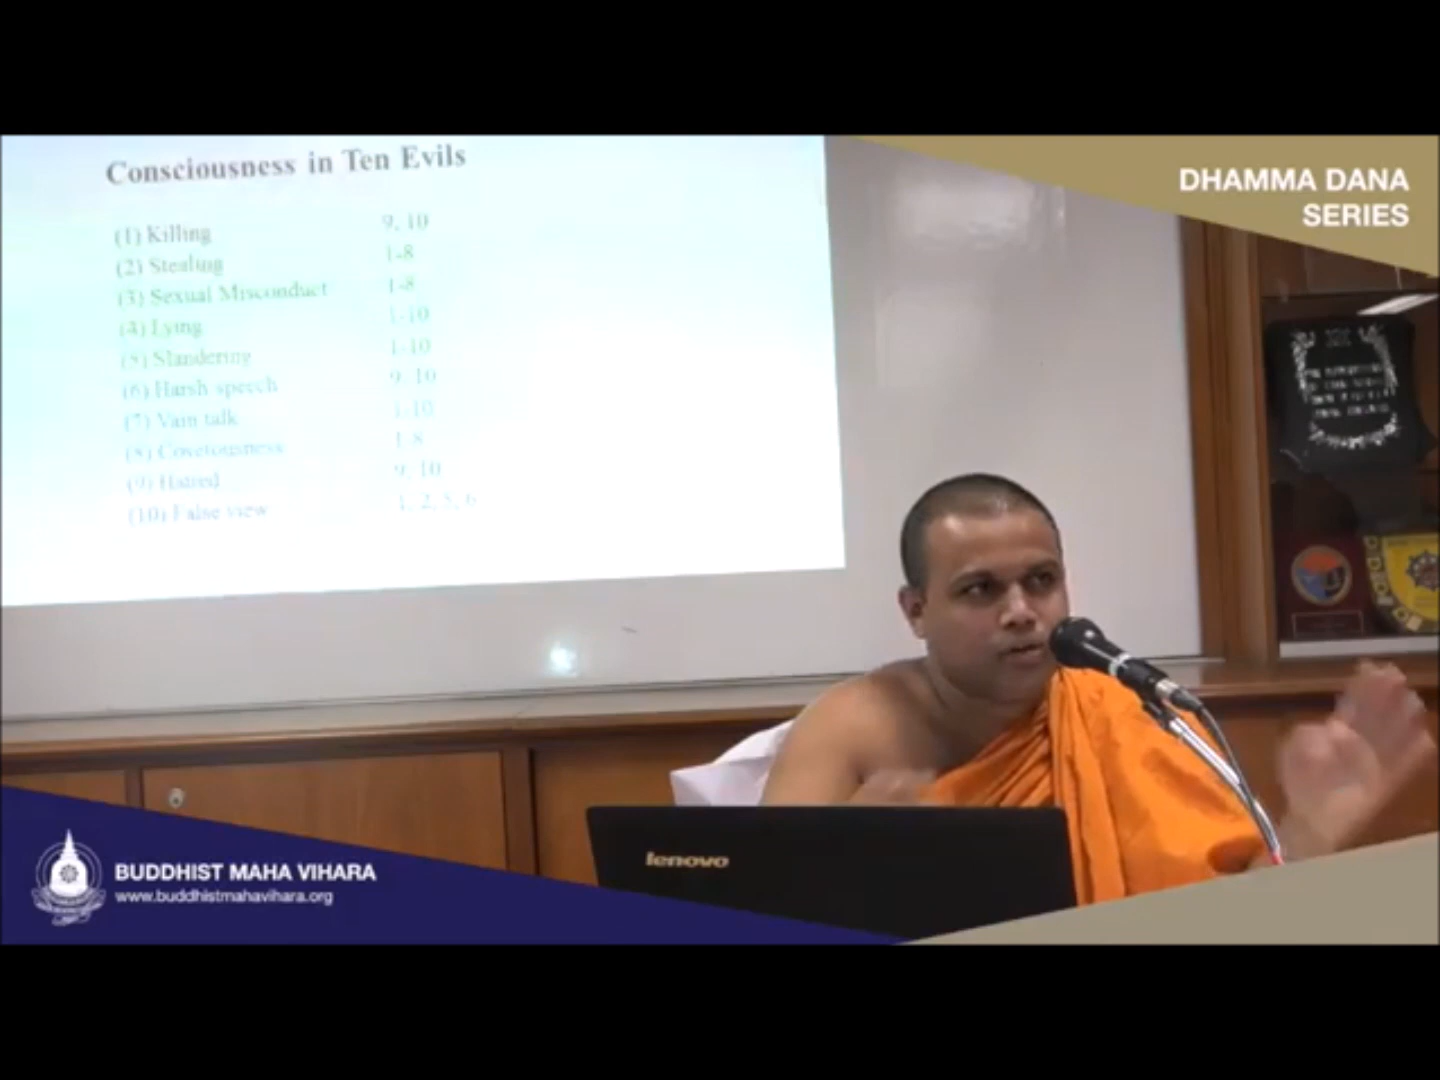 Consciousness in Ten Evils
(1) Killing 9, 10
(2) Stealing 1-8
(3) Sexual Misconduct 1-8
(4) Lying 1-10
(5) Slandering 1-10
(6) Harsh speech 9, 10
(7) Vain talk 1-10
(8) Covetousness 1-8
(9) Hatred 9, 10
(10) False view 1, 2, 5, 6
DHAMMA DANA
SERIES
lenovo
BUDDHIST MAHA VIHARA
www.buddhistmahavihara.org